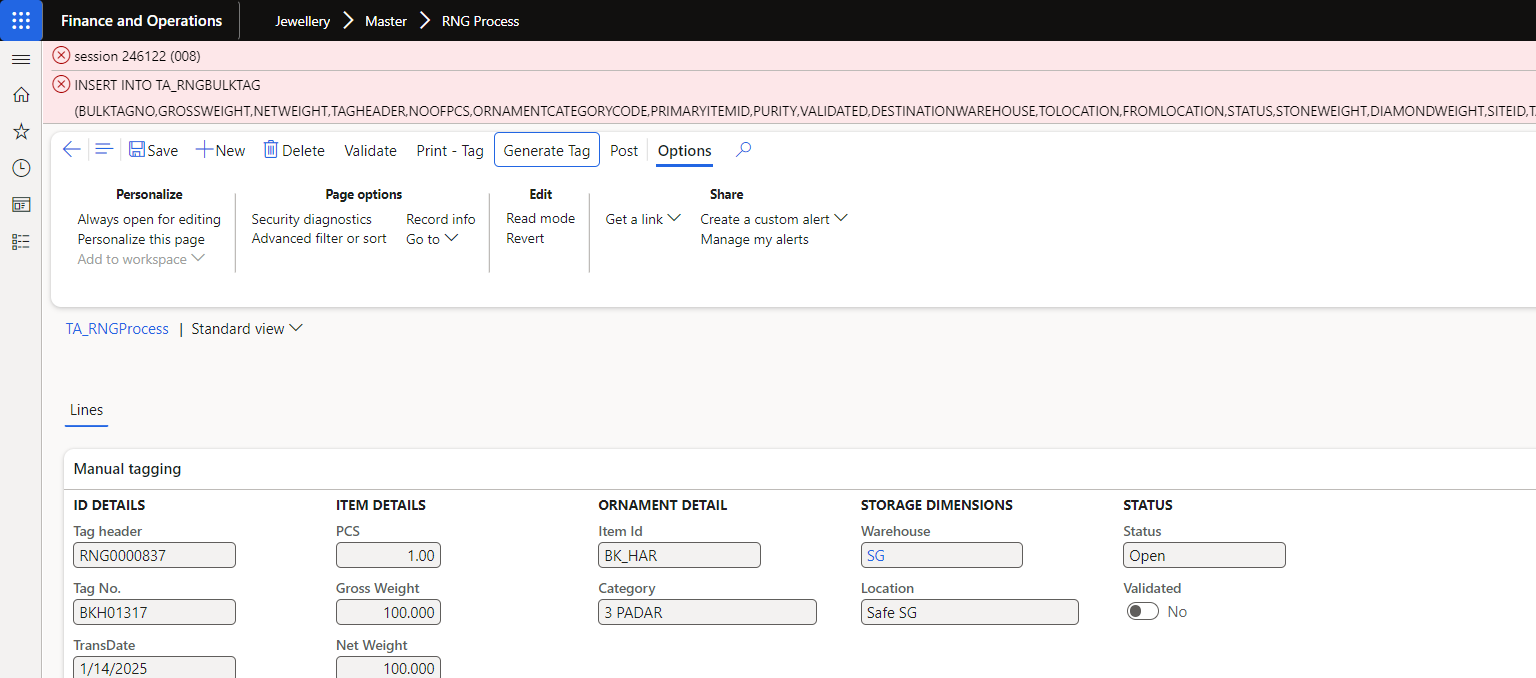 Finance and Operations
Jewellery > Master > RNG Process
session 246122 (008)
INSERT INTO TA_RNGBULKTAG
(BULKTAGNO,GROSSWEIGHT,NETWEIGHT,TAGHEADER,NOOFPCS,ORNAMENTCATEGORYCODE,PRIMARYITEMID,PURITY,VALIDATED,DESTINATIONWAREHOUSE,TOLOCATION,FROMLOCATION,STATUS,STONEWEIGHT,DIAMONDWEIGHT,SITEID,
Save New Delete Validate Print - Tag Generate Tag Post Options
Personalize
Always open for editing
Personalize this page
Add to workspace
Page options
Security diagnostics
Advanced filter or sort
Record info
Go to
Edit
Read mode
Revert
Share
Get a link
Create a custom alert
Manage my alerts
TA_RNGProcess | Standard view
Lines
Manual tagging
ID DETAILS
Tag header
RNG0000837
Tag No.
BKH01317
TransDate
1/14/2025
ITEM DETAILS
PCS
1.00
Gross Weight
100.000
Net Weight
100.000
ORNAMENT DETAIL
Item Id
BK_HAR
Category
3 PADAR
STORAGE DIMENSIONS
Warehouse
SG
Location
Safe SG
STATUS
Status
Open
Validated
No